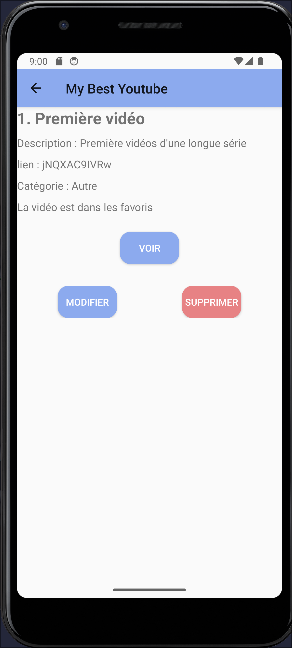 9:00
My Best Youtube
1. Première vidéo
Description : Première vidéos d'une longue série
lien : jNQXAC9IVRw
Catégorie : Autre
La vidéo est dans les favoris
VOIR
MODIFIER
SUPPRIMER